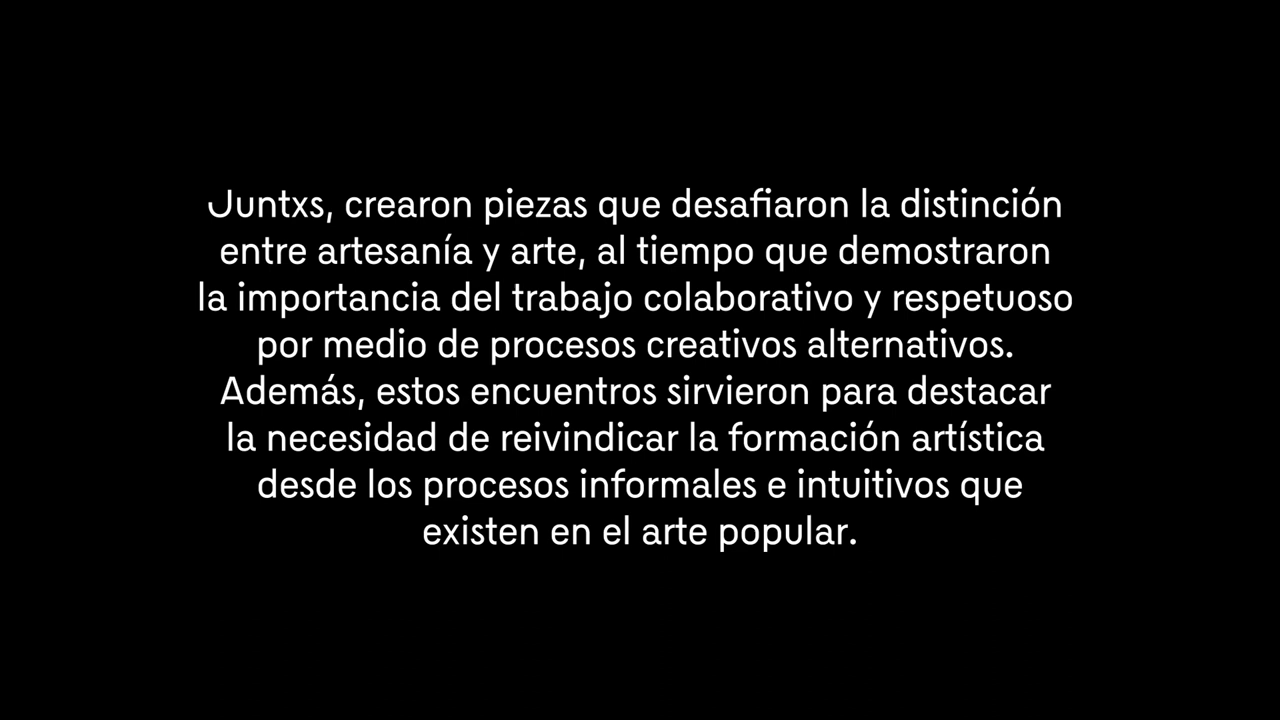 Juntxs, crearon piezas que desafiaron la distinción
entre artesanía y arte, al tiempo que demostraron
la importancia del trabajo colaborativo y respetuoso
por medio de procesos creativos alternativos.
Además, estos encuentros sirvieron para destacar
la necesidad de reivindicar la formación artística
desde los procesos informales e intuitivos que
existen en el arte popular.